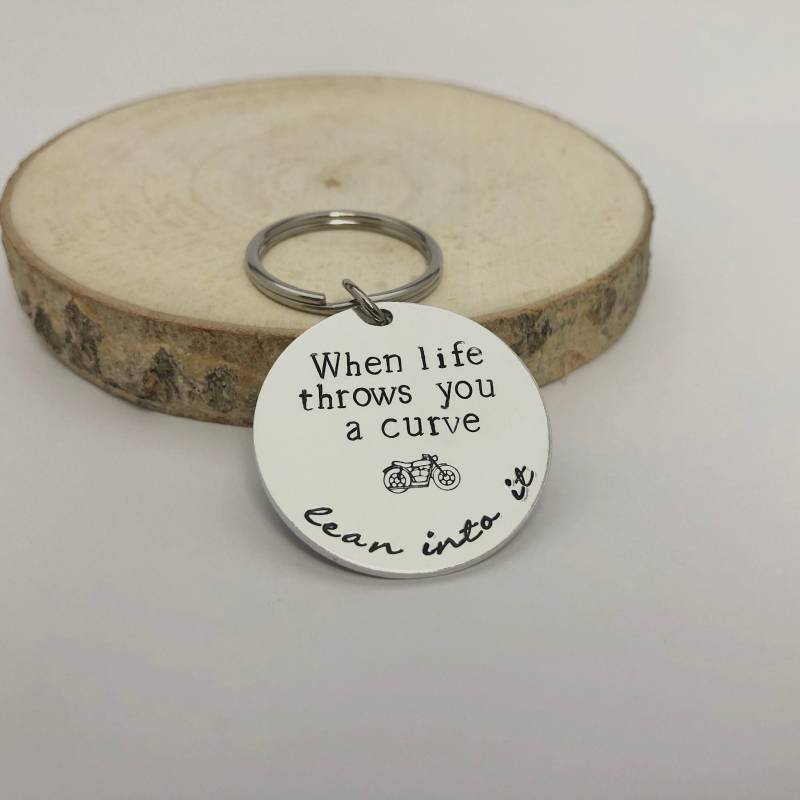 When life
throws you
a curve
lean into it